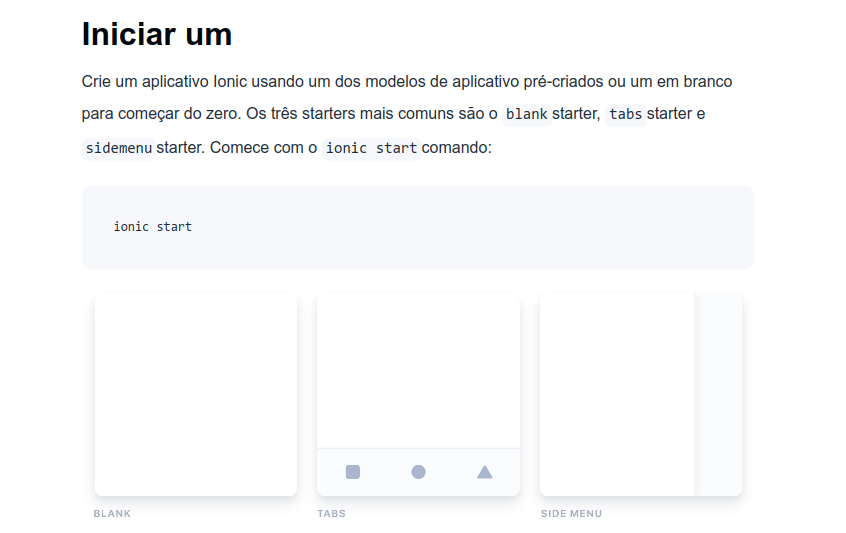 Iniciar um
Crie um aplicativo Ionic usando um dos modelos de aplicativo pré-criados ou um em branco
para começar do zero. Os três starters mais comuns são o blank starter, tabs starter e
sidemenu starter. Comece com o ionic start comando:
ionic start
BLANK
TABS
SIDE MENU